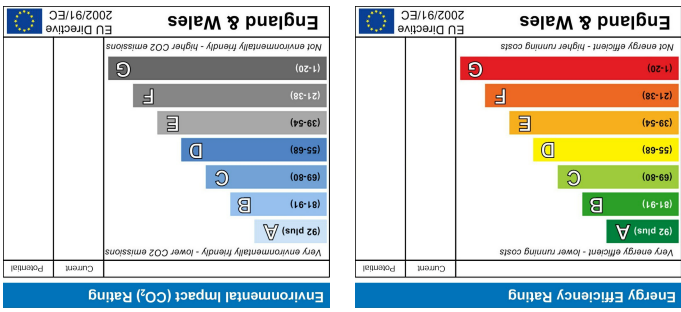 Energy Efficiency Rating
Current Potential
Very energy efficient - lower running costs
(92 plus) A
(81-91) B
(69-80) C
(55-68) D
(39-54) E
(21-38) F
(1-20) G
Not energy efficient - higher running costs
England & Wales
EU Directive
2002/91/EC
Environmental Impact (CO₂) Rating
Current Potential
Very environmentally friendly - lower CO2 emissions
(92 plus) A
(81-91) B
(69-80) C
(55-68) D
(39-54) E
(21-38) F
(1-20) G
Not environmentally friendly - higher CO2 emissions
England & Wales
EU Directive
2002/91/EC